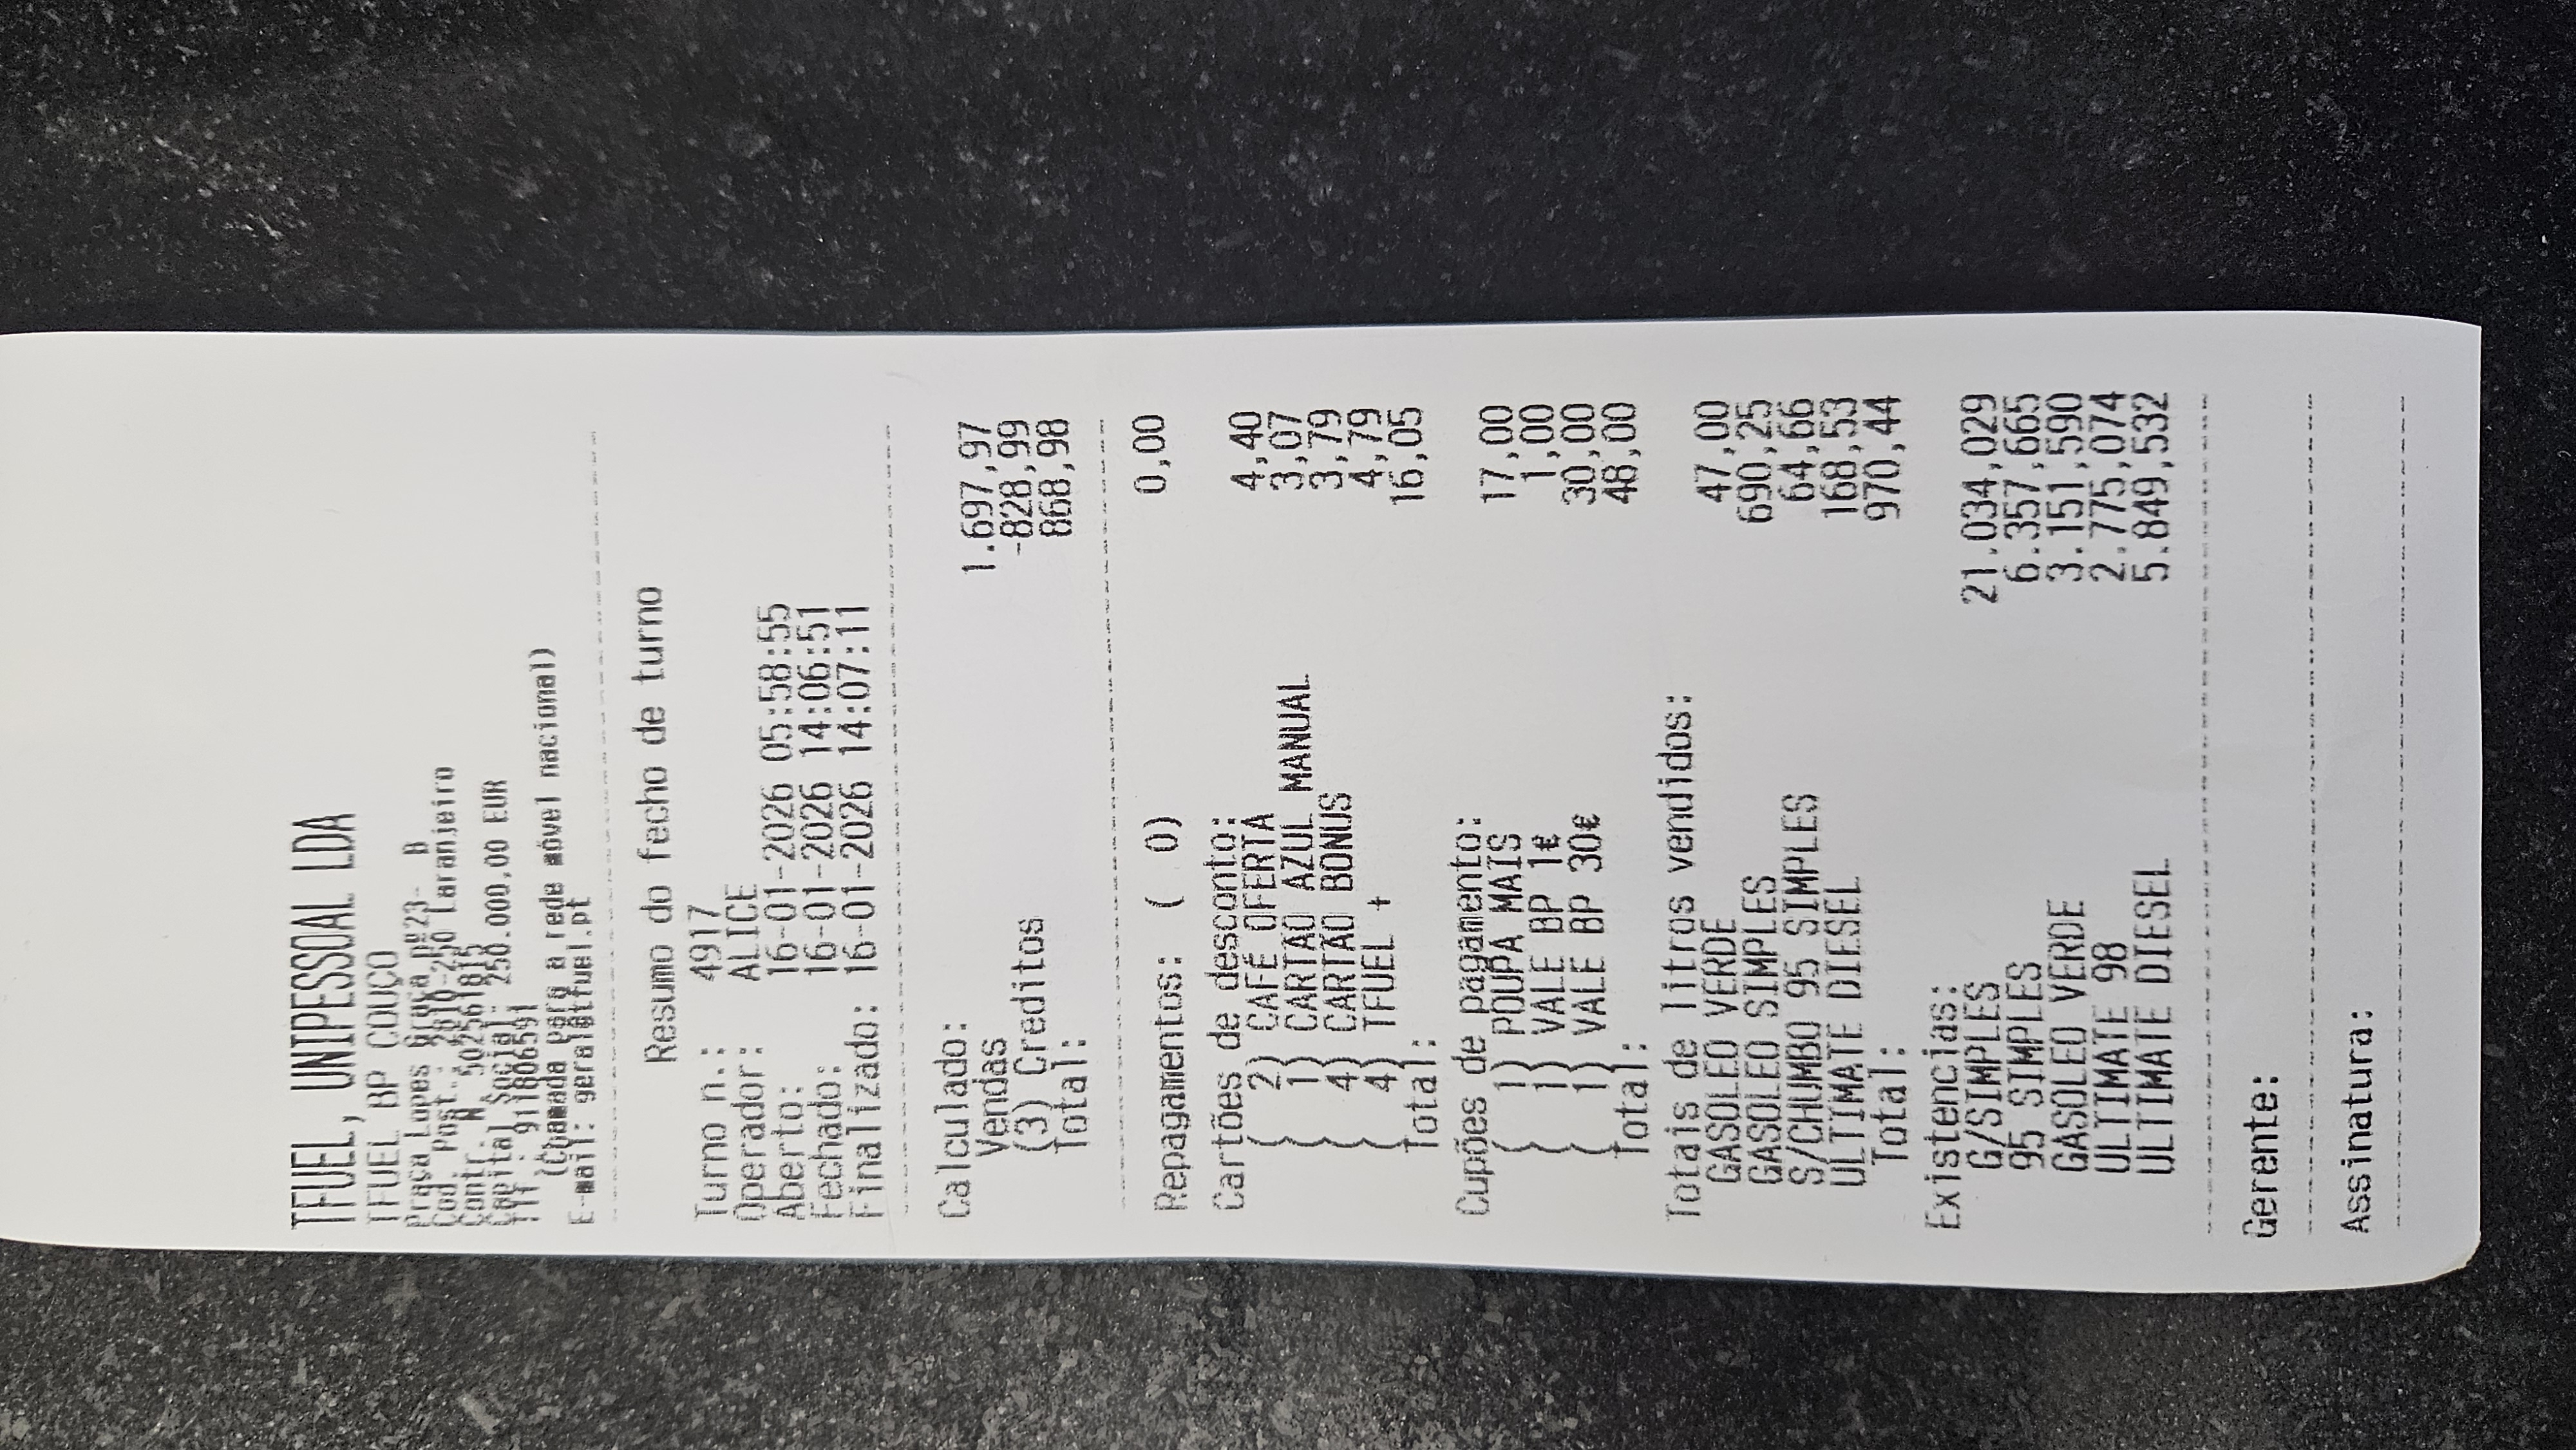 TFUEL, UNIPESSOAL LDA
TFUEL BP COUÇO
Praça Lopes Graça nº23- B
Cod Post.: 2810-250 Laranjeiro
Contr. Nº 502561815
Capital Social: 250.000,00 EUR
Tlf. 911806591
(Chamada para a rede móvel nacional)
E-mail: geral@tfuel.pt
Resumo do fecho de turno
Turno n.: 4917
Operador: ALICE
Aberto: 16-01-2026 05:58:55
Fechado: 16-01-2026 14:06:51
Finalizado: 16-01-2026 14:07:11
Calculado:
Vendas 1.697,97
(3) Creditos -828,99
Total: 868,98
Repagamentos: ( 0) 0,00
Cartões de desconto:
( 2) CAFÉ OFERTA 4,40
( 1) CARTAO AZUL MANUAL 3,07
( 4) CARTÃO BONUS 3,79
( 4) TFUEL + 4,79
Total: 16,05
Cupões de pagamento:
( 1) POUPA MAIS 17,00
( 1) VALE BP 1€ 1,00
( 1) VALE BP 30€ 30,00
Total: 48,00
Totais de litros vendidos:
GASOLEO VERDE 47,00
GASOLEO SIMPLES 690,25
S/CHUMBO 95 SIMPLES 64,66
ULTIMATE DIESEL 168,53
Total: 970,44
Existencias:
G/SIMPLES 21.034,029
95 SIMPLES 6.357,665
GASOLEO VERDE 3.151,590
ULTIMATE 98 2.775,074
ULTIMATE DIESEL 5.849,532
Gerente:
Assinatura: